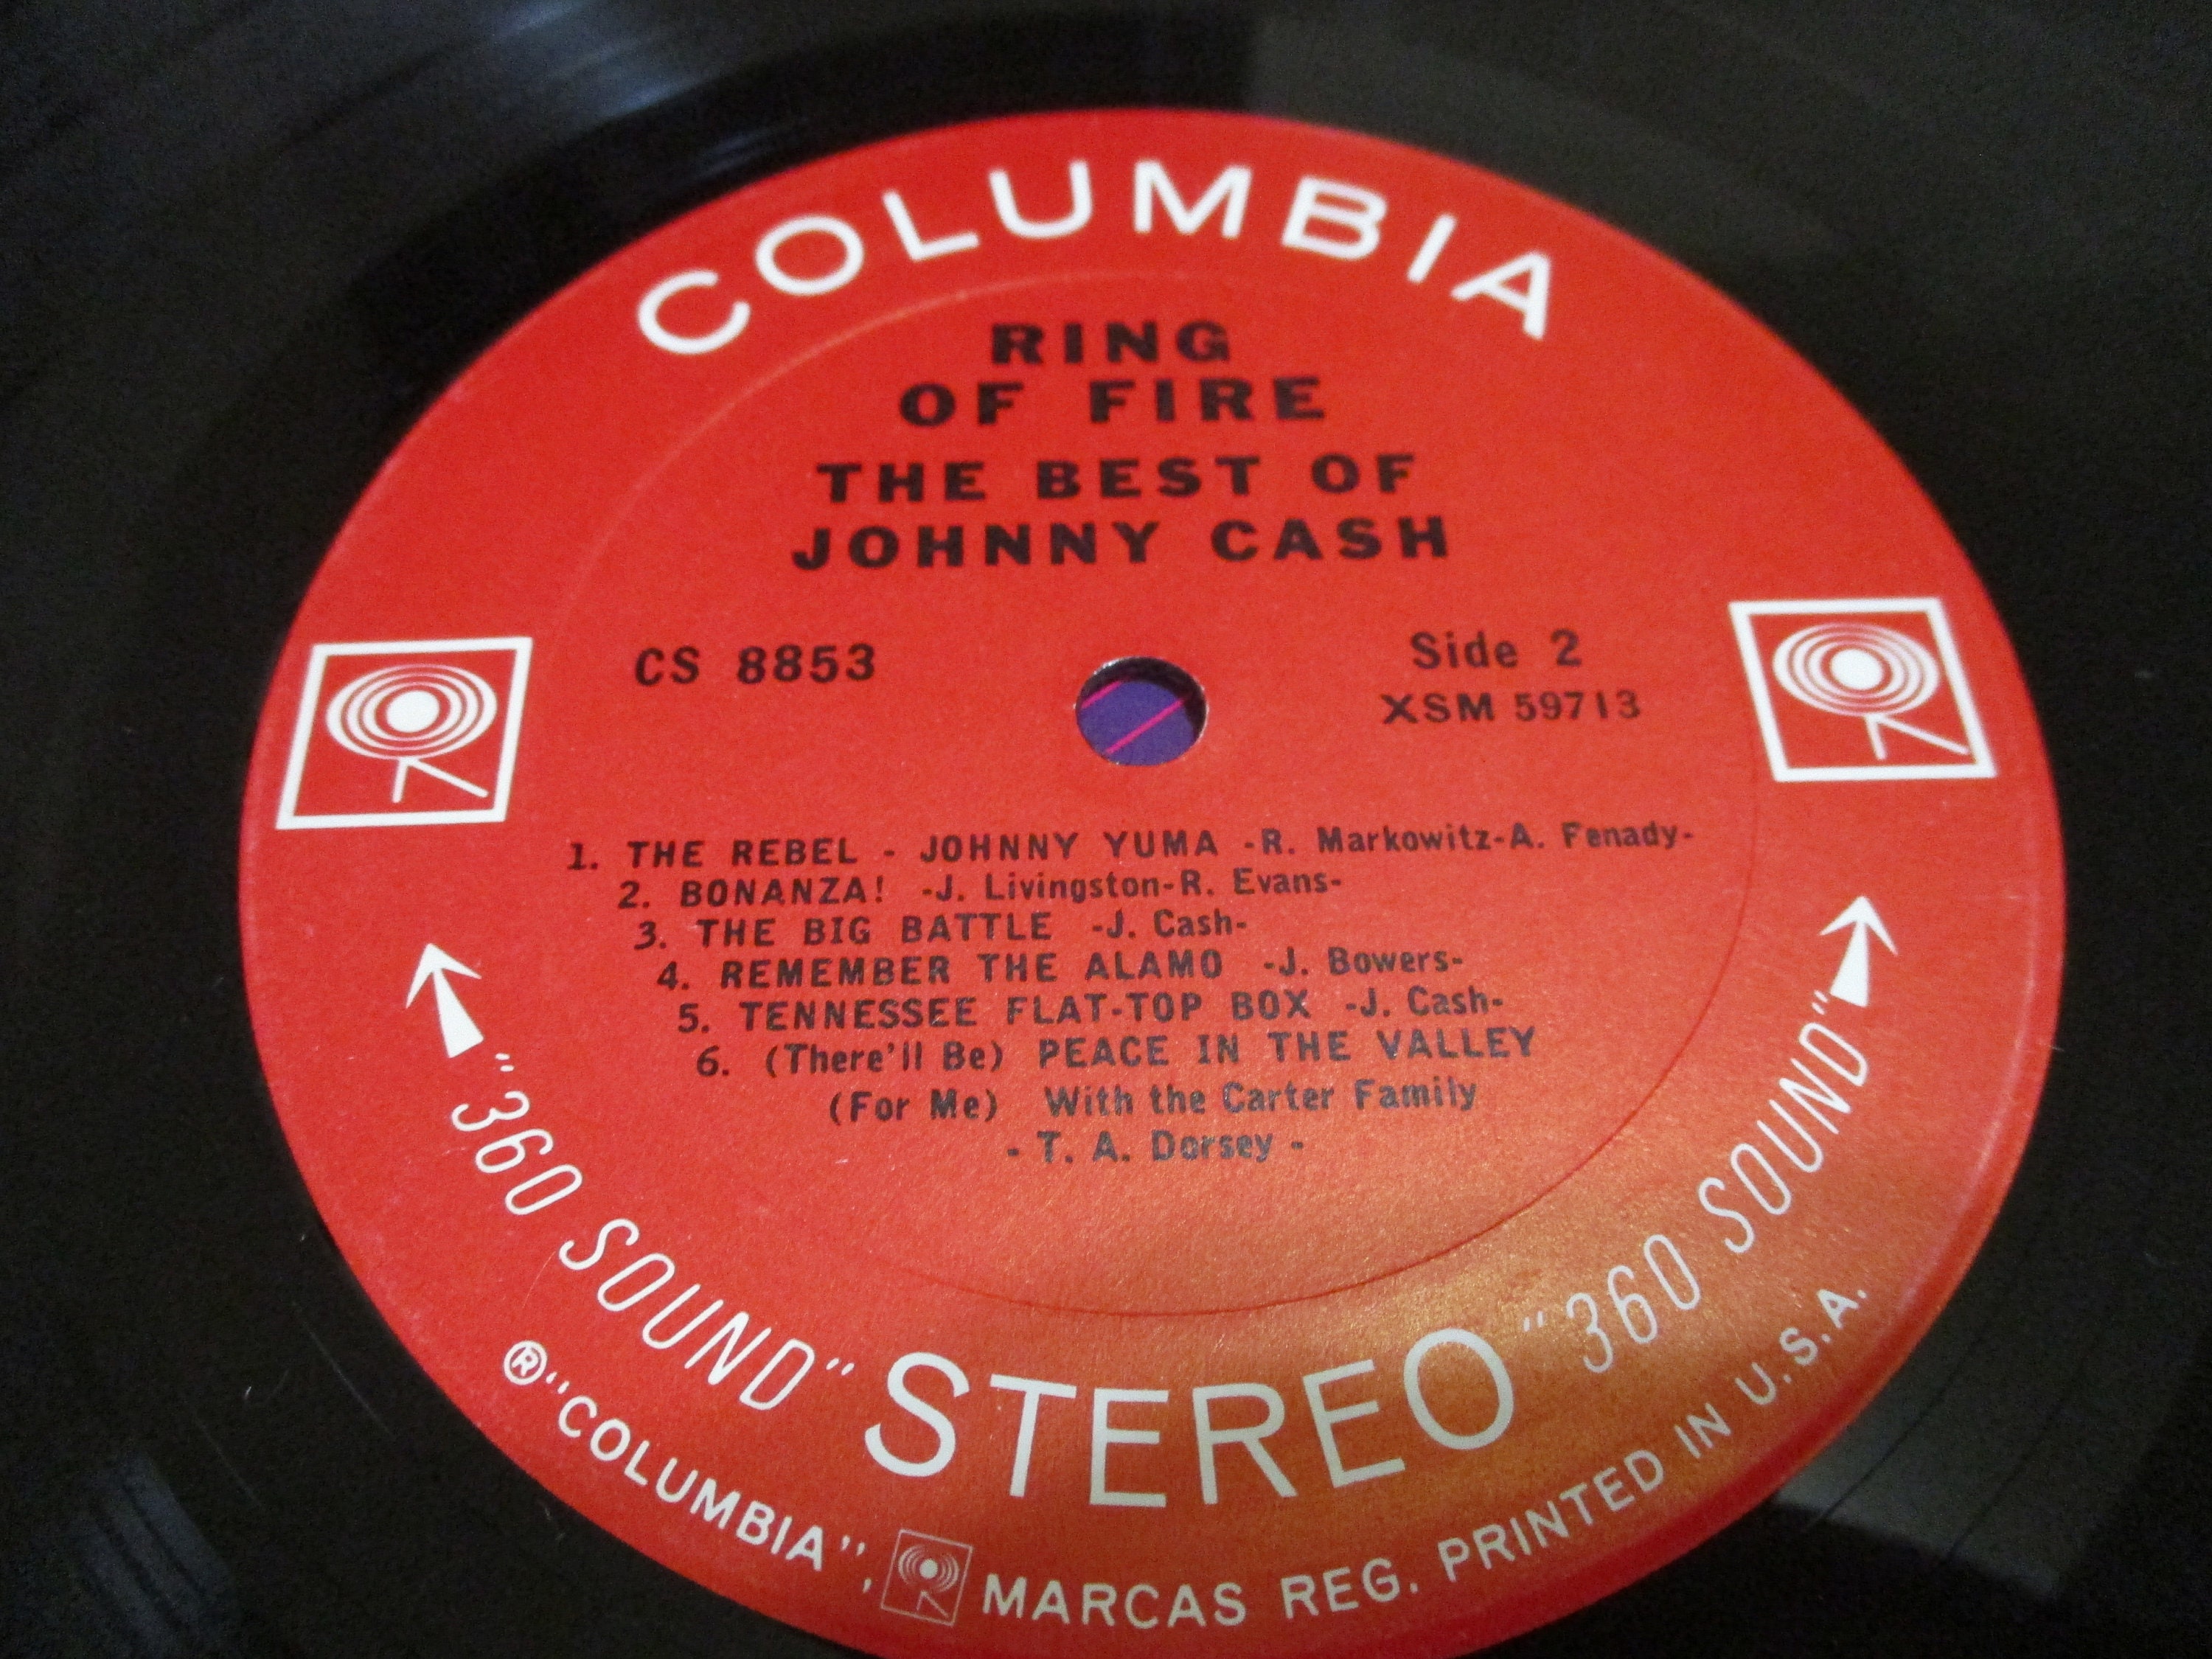 COLUMBIA
RING
OF FIRE
THE BEST OF
JOHNNY CASH
CS 8853
Side 2
XSM 59713
1. THE REBEL - JOHNNY YUMA -R. Markowitz-A. Fenady-
2. BONANZA! -J. Livingston-R. Evans-
3. THE BIG BATTLE -J. Cash-
4. REMEMBER THE ALAMO -J. Bowers-
5. TENNESSEE FLAT-TOP BOX -J. Cash-
6. (There'll Be) PEACE IN THE VALLEY
(For Me) With the Carter Family
- T. A. Dorsey -
"360 SOUND" STEREO "360 SOUND"
®"COLUMBIA", MARCAS REG. PRINTED IN U.S.A.